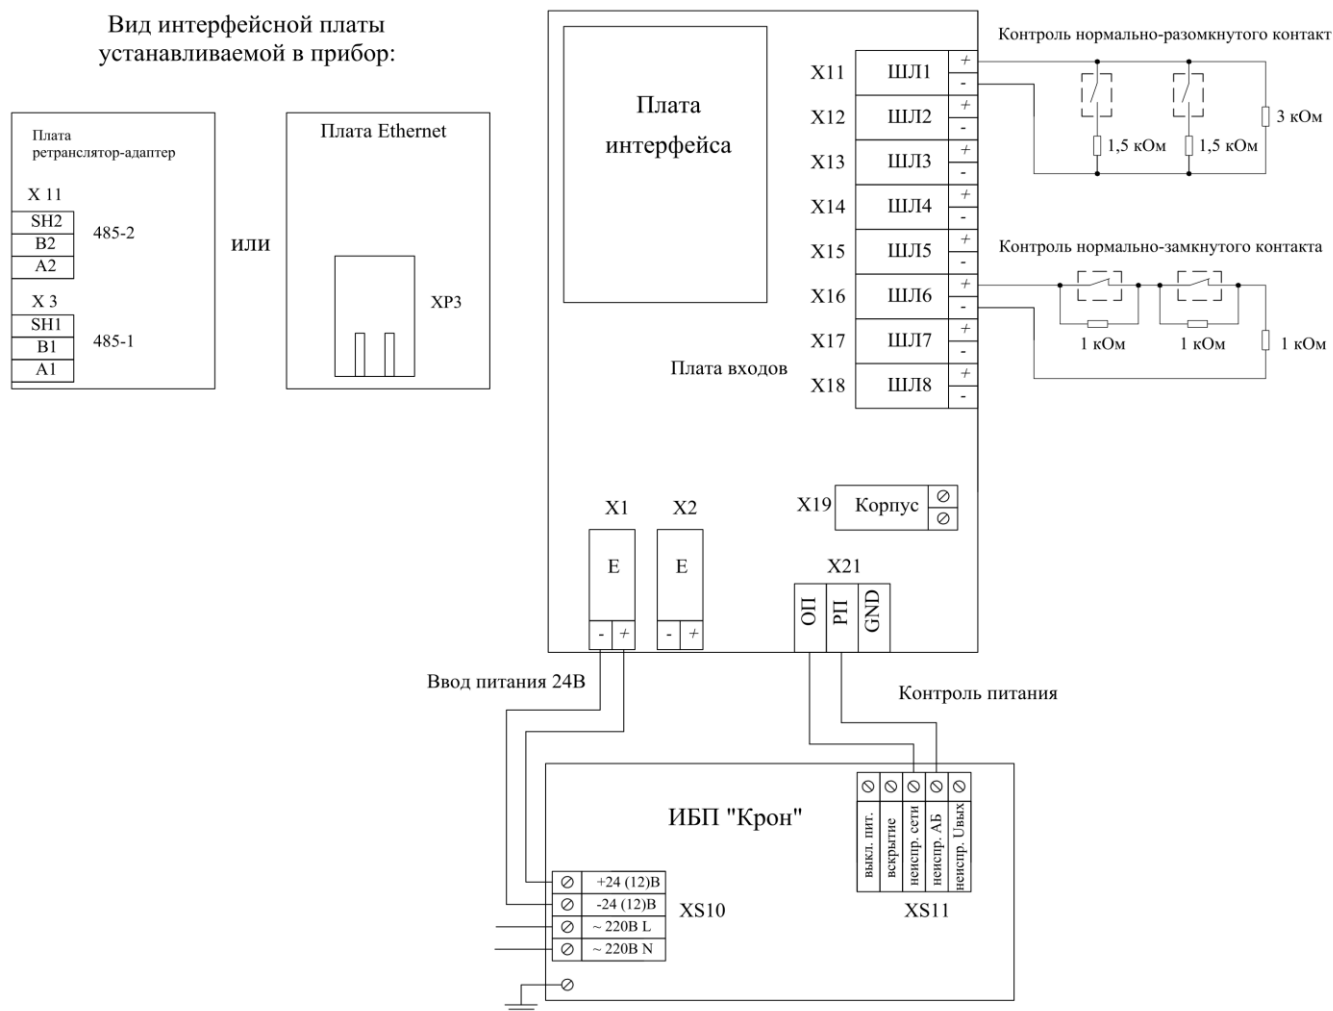 Вид интерфейсной платы
устанавливаемой в прибор:
Плата
ретранслятор-адаптер
X 11
SH2
B2
A2
485-2
X 3
SH1
B1
A1
485-1
или
Плата Ethernet
XP3
Плата
интерфейса
X11 ШЛ1 + -
X12 ШЛ2 + -
X13 ШЛ3 + -
X14 ШЛ4 + -
X15 ШЛ5 + -
X16 ШЛ6 + -
X17 ШЛ7 + -
X18 ШЛ8 + -
Плата входов
Контроль нормально-разомкнутого контакт
3 кОм
1,5 кОм 1,5 кОм
Контроль нормально-замкнутого контакта
1 кОм 1 кОм 1 кОм
X19 Корпус
X1 X2
E E
- + - +
X21
ОП
РП
GND
Ввод питания 24В
Контроль питания
ИБП "Крон"
выкл. пит.
вскрытие
неиспр. сети
неиспр. АБ
неиспр. Uвых
XS11
+24 (12)В
-24 (12)В
~ 220В L
~ 220В N
XS10